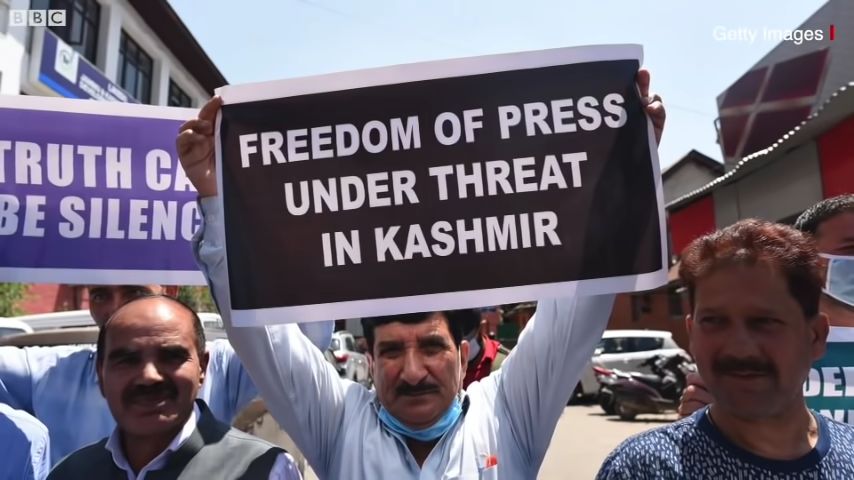 BBC
Getty Images
FREEDOM OF PRESS
UNDER THREAT
IN KASHMIR
TRUTH CA
BE SILENC